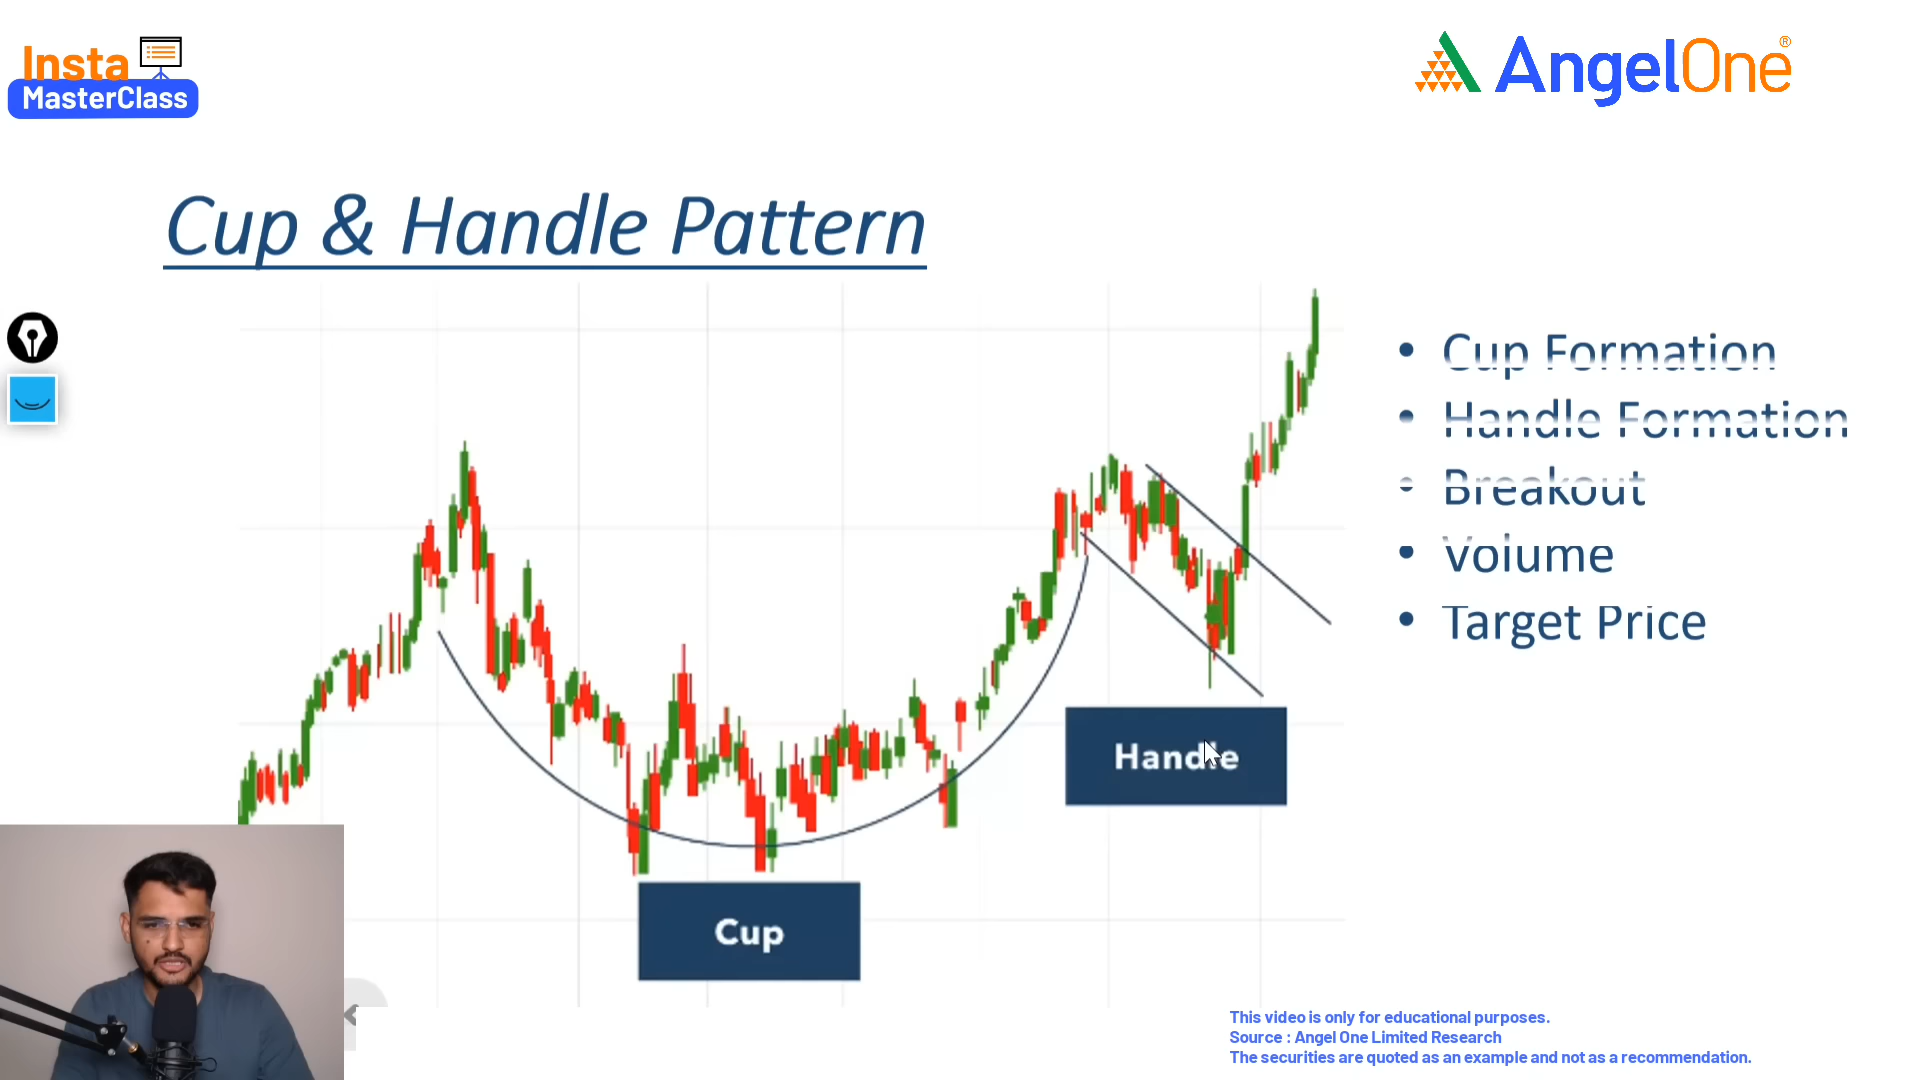 Insta
MasterClass
AngelOne®
Cup & Handle Pattern
• Cup Formation
• Handle Formation
• Breakout
• Volume
• Target Price
Handle
Cup
This video is only for educational purposes.
Source : Angel One Limited Research
The securities are quoted as an example and not as a recommendation.